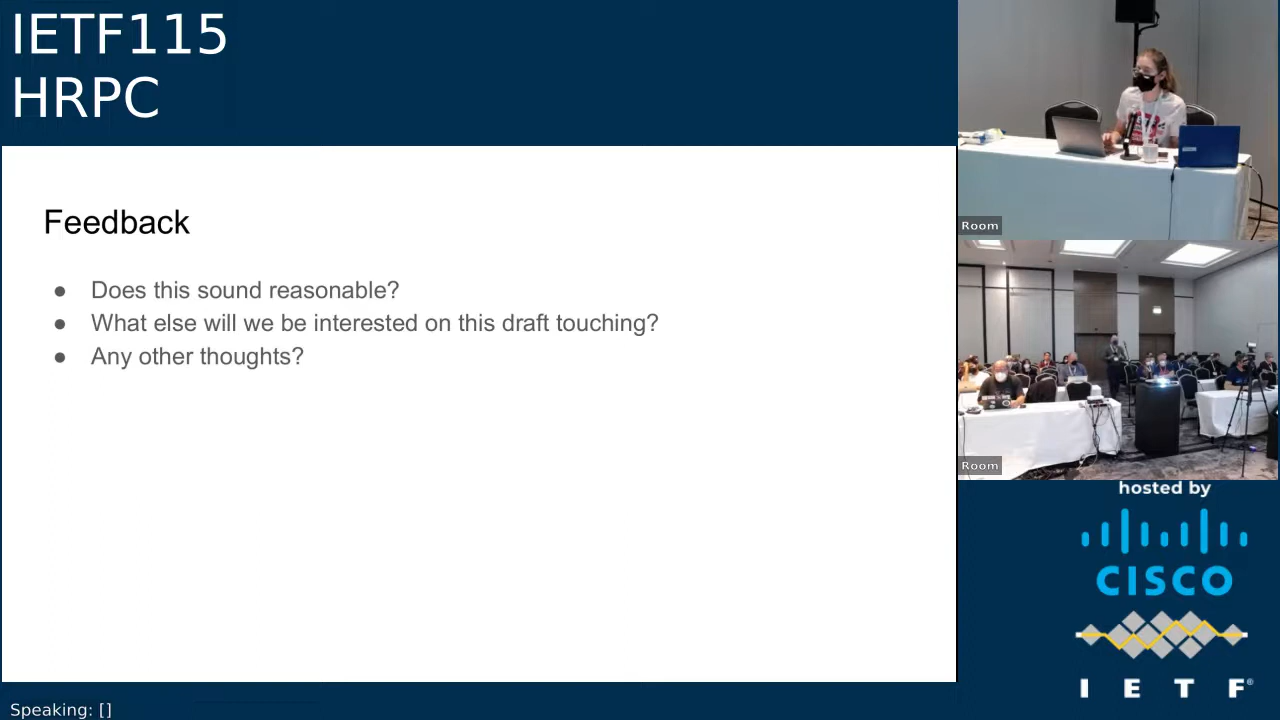 IETF115
HRPC
Feedback
● Does this sound reasonable?
● What else will we be interested on this draft touching?
● Any other thoughts?
Room
Room
hosted by
CISCO
IETF®
Speaking: []